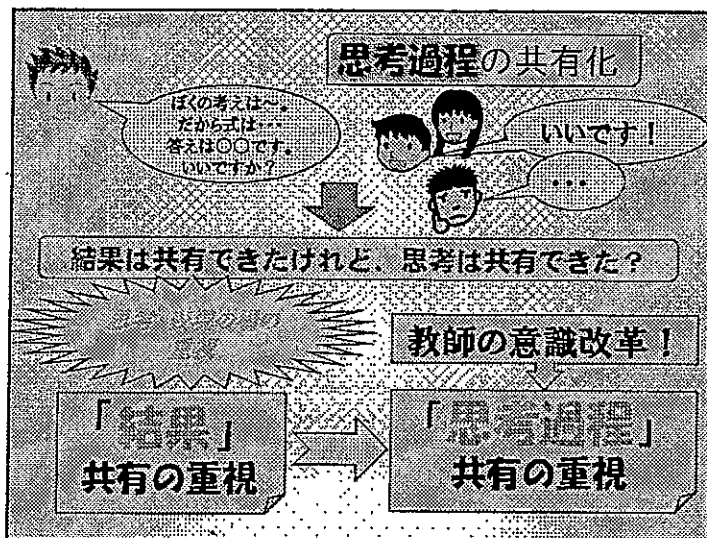 思考過程の共有化
ぼくの考えは～。
だから式は・・・
答えは〇〇です。
いいですか？
いいです！
・・・
結果は共有できたけれど、思考は共有できた？
教師の意識改革！
「結果」
共有の重視
「思考過程」
共有の重視